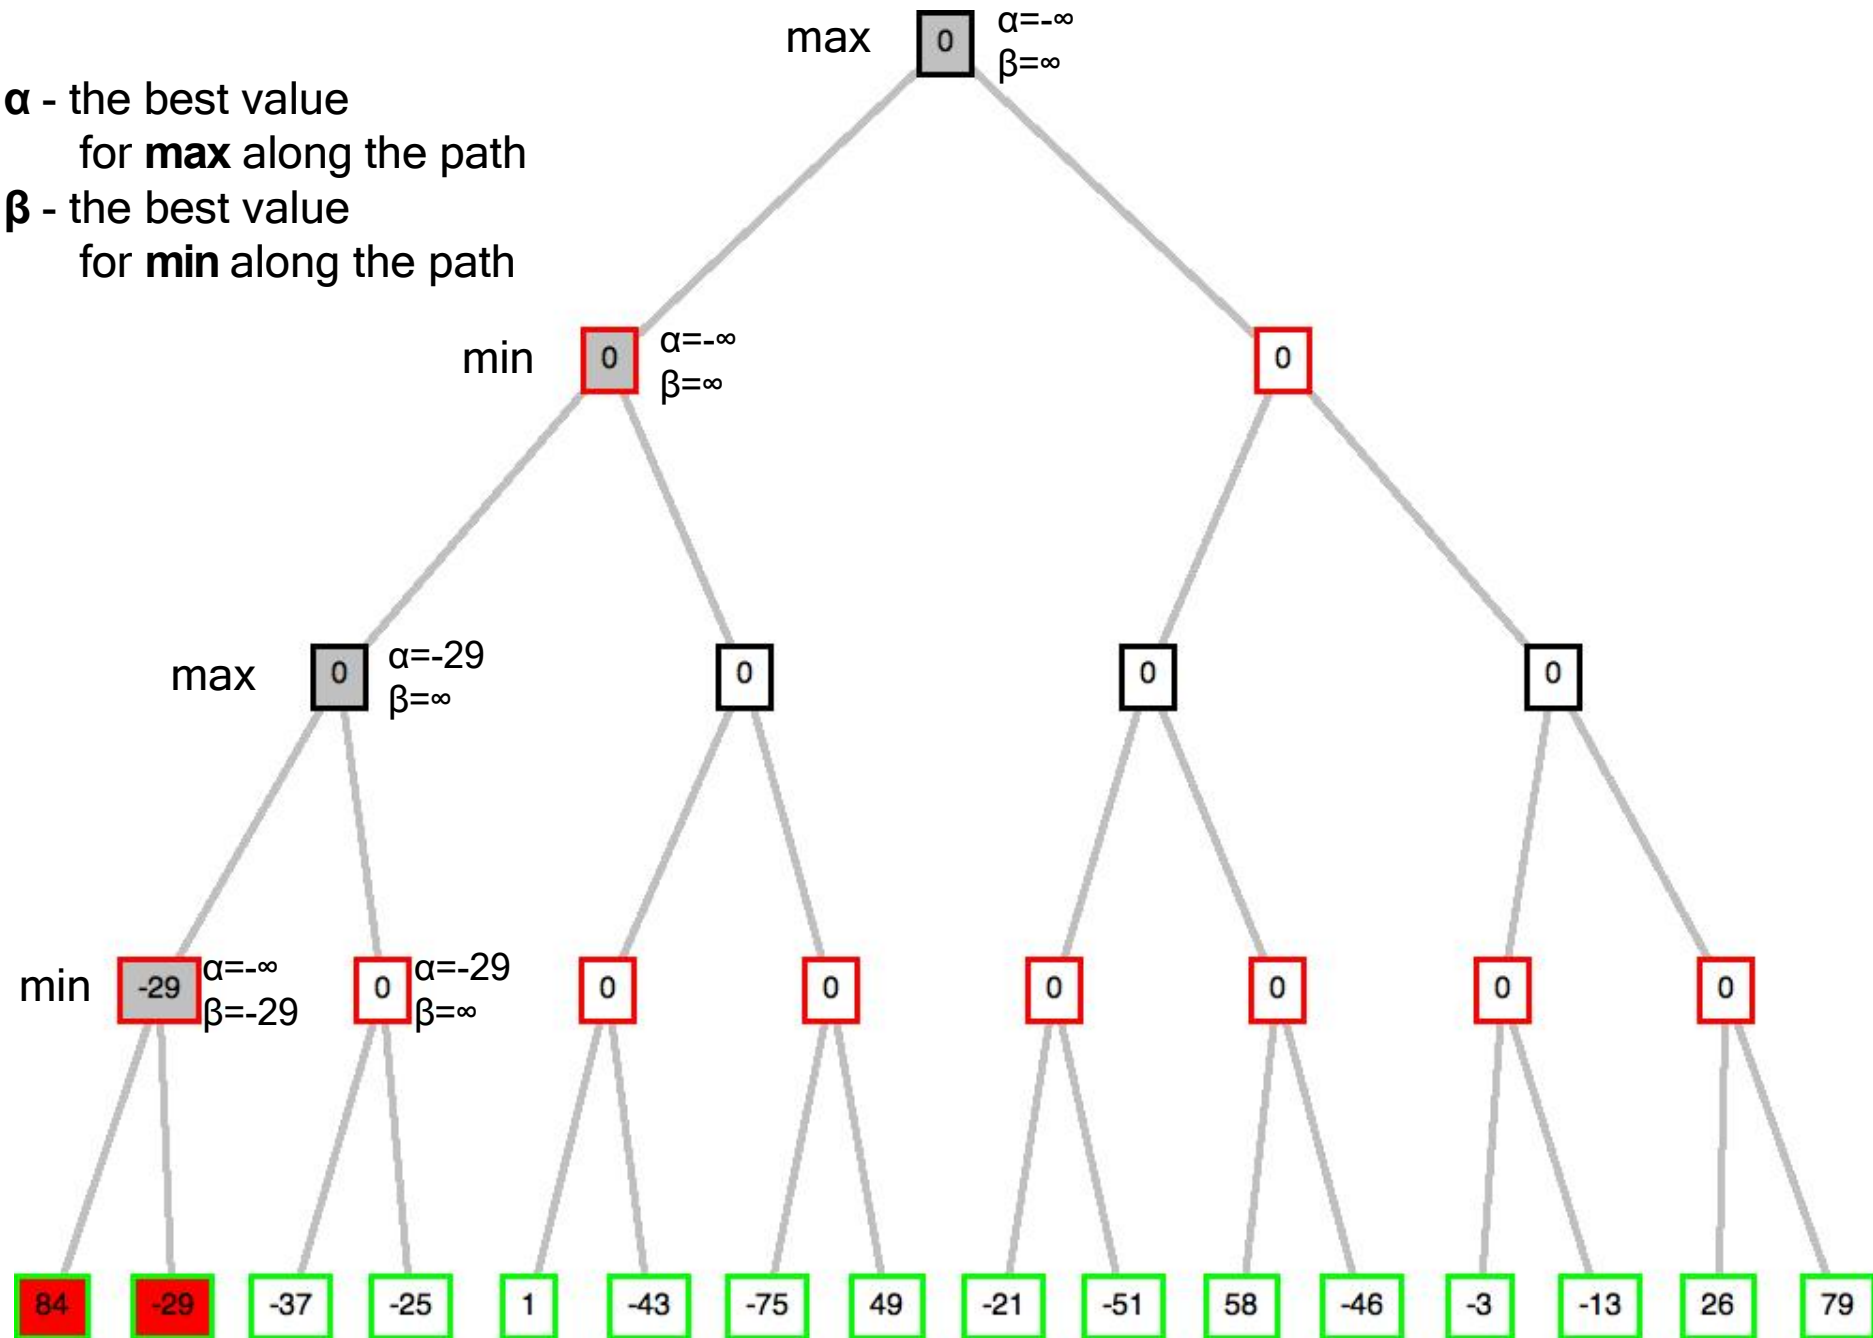 max 0 α=-∞
β=∞
α - the best value
for max along the path
β - the best value
for min along the path
min 0 α=-∞ 0
β=∞
max 0 α=-29 0 0 0
β=∞
min -29 α=-∞ 0 α=-29 0 0 0 0 0 0
β=-29 β=∞
84 -29 -37 -25 1 -43 -75 49 -21 -51 58 -46 -3 -13 26 79